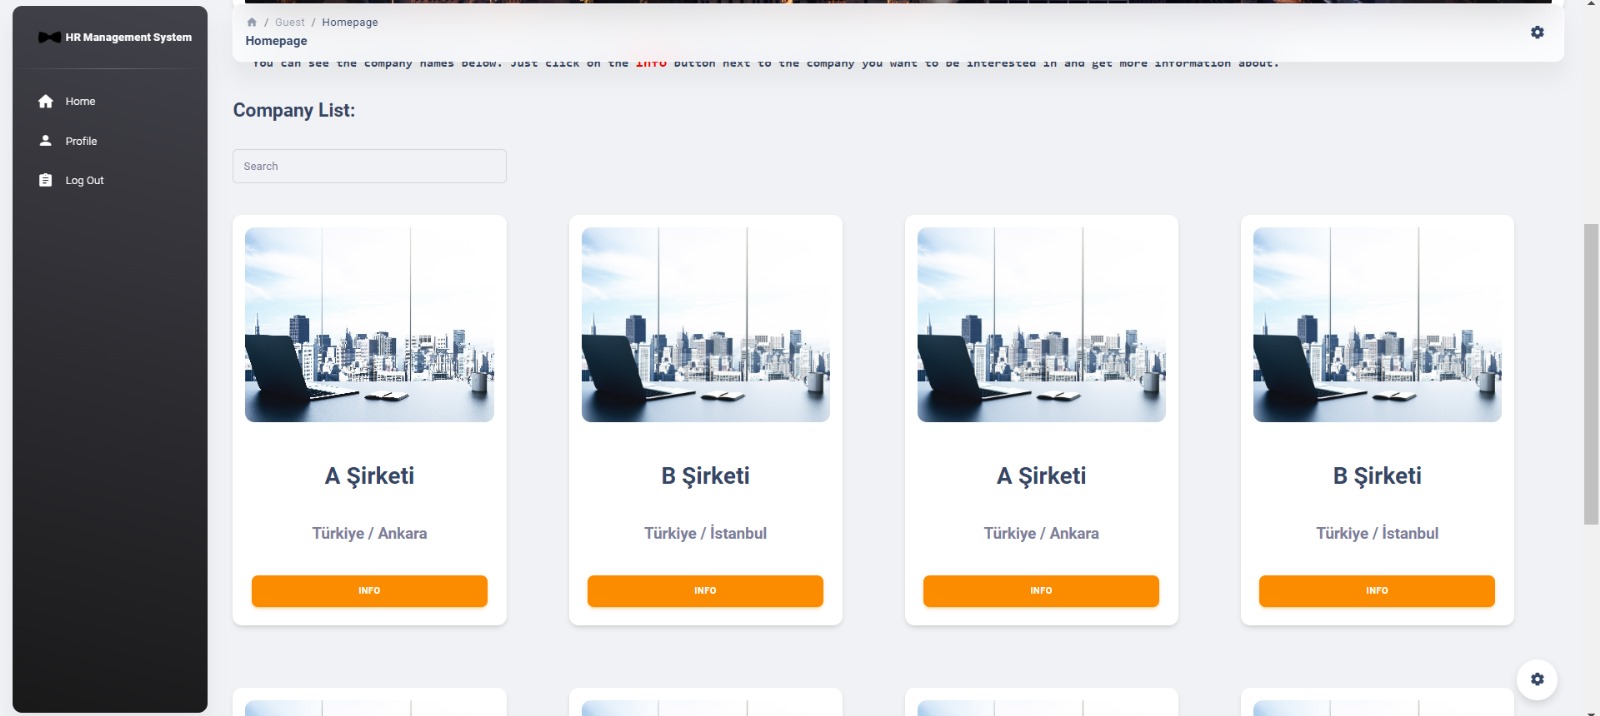 HR Management System
Home
Profile
Log Out
/ Guest / Homepage
Homepage
You can see the company names below. Just click on the info button next to the company you want to be interested in and get more information about.
Company List:
Search
A Şirketi
Türkiye / Ankara
INFO
B Şirketi
Türkiye / İstanbul
INFO
A Şirketi
Türkiye / Ankara
INFO
B Şirketi
Türkiye / İstanbul
INFO